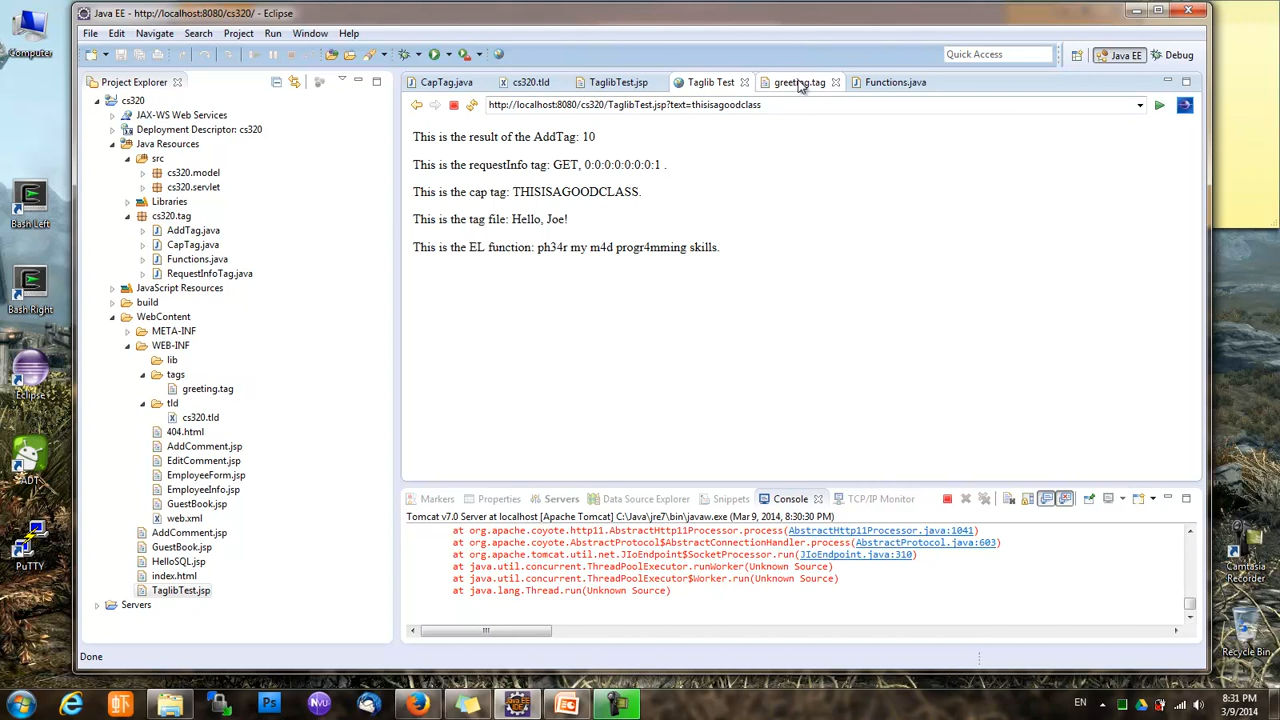 Java EE - http://localhost:8080/cs320/ - Eclipse
File Edit Navigate Search Project Run Window Help
Quick Access
Java EE
Debug
Project Explorer
CapTag.java
cs320.tld
TaglibTest.jsp
Taglib Test
greeting.tag
Functions.java
http://localhost:8080/cs320/TaglibTest.jsp?text=thisisagoodclass
This is the result of the AddTag: 10
This is the requestInfo tag: GET, 0:0:0:0:0:0:0:1 .
This is the cap tag: THISISAGOODCLASS.
This is the tag file: Hello, Joe!
This is the EL function: ph34r my m4d progr4mming skills.
cs320
JAX-WS Web Services
Deployment Descriptor: cs320
Java Resources
src
cs320.model
cs320.servlet
Libraries
cs320.tag
AddTag.java
CapTag.java
Functions.java
RequestInfoTag.java
JavaScript Resources
build
WebContent
META-INF
WEB-INF
lib
tags
greeting.tag
tld
cs320.tld
404.html
AddComment.jsp
EditComment.jsp
EmployeeForm.jsp
EmployeeInfo.jsp
GuestBook.jsp
web.xml
AddComment.jsp
GuestBook.jsp
HelloSQL.jsp
index.html
TaglibTest.jsp
Servers
Markers
Properties
Servers
Data Source Explorer
Snippets
Console
TCP/IP Monitor
Tomcat v7.0 Server at localhost [Apache Tomcat] C:\Java\jre7\bin\javaw.exe (Mar 9, 2014 8:30:30 PM)
at org.apache.coyote.http11.AbstractHttp11Processor.process(AbstractHttp11Processor.java:1041)
at org.apache.coyote.AbstractProtocol$AbstractConnectionHandler.process(AbstractProtocol.java:603)
at org.apache.tomcat.util.net.JIoEndpoint$SocketProcessor.run(JIoEndpoint.java:310)
at java.util.concurrent.ThreadPoolExecutor.runWorker(Unknown Source)
at java.util.concurrent.ThreadPoolExecutor$Worker.run(Unknown Source)
at java.lang.Thread.run(Unknown Source)
Done
Computer
Bash Left
Bash Right
Eclipse
ADT
PuTTY
Camtasia
Recorder
Recycle Bin
Ps
EN
8:31 PM
3/9/2014